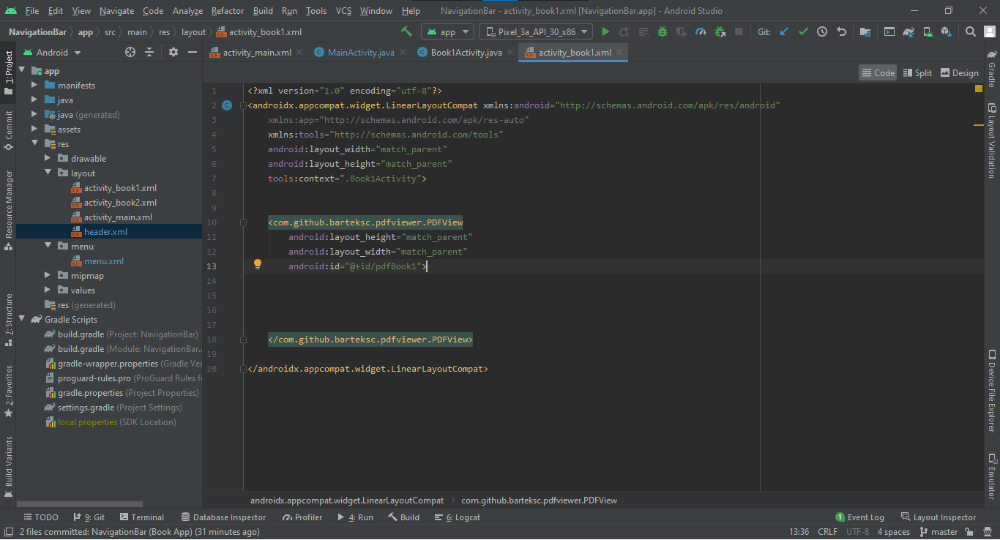 File Edit View Navigate Code Analyze Refactor Build Run Tools VCS Window Help NavigationBar - activity_book1.xml [NavigationBar.app] - Android Studio
NavigationBar app src main res layout activity_book1.xml app Pixel_3a_API_30_x86 Git:
Android activity_main.xml MainActivity.java Book1Activity.java activity_book1.xml
Code Split Design
1: Project
Commit
Resource Manager
7: Structure
2: Favorites
Build Variants
app
manifests
java
java (generated)
assets
res
drawable
layout
activity_book1.xml
activity_book2.xml
activity_main.xml
header.xml
menu
menu.xml
mipmap
values
res (generated)
Gradle Scripts
build.gradle (Project: NavigationBar)
build.gradle (Module: NavigationBar.a
gradle-wrapper.properties (Gradle Ver
proguard-rules.pro (ProGuard Rules fo
gradle.properties (Project Properties)
settings.gradle (Project Settings)
local.properties (SDK Location)
1 <?xml version="1.0" encoding="utf-8"?>
2 <androidx.appcompat.widget.LinearLayoutCompat xmlns:android="http://schemas.android.com/apk/res/android"
3 xmlns:app="http://schemas.android.com/apk/res-auto"
4 xmlns:tools="http://schemas.android.com/tools"
5 android:layout_width="match_parent"
6 android:layout_height="match_parent"
7 tools:context=".Book1Activity">
8
9
10 <com.github.barteksc.pdfviewer.PDFView
11 android:layout_height="match_parent"
12 android:layout_width="match_parent"
13 android:id="@+id/pdfBook1">
14
15
16
17
18 </com.github.barteksc.pdfviewer.PDFView>
19
20 </androidx.appcompat.widget.LinearLayoutCompat>
Gradle
Layout Validation
Device File Explorer
Emulator
androidx.appcompat.widget.LinearLayoutCompat com.github.barteksc.pdfviewer.PDFView
TODO 9: Git Terminal Database Inspector Profiler 4: Run Build 6: Logcat 1 Event Log Layout Inspector
2 files committed: NavigationBar (Book App) (31 minutes ago) 13:36 CRLF UTF-8 4 spaces master